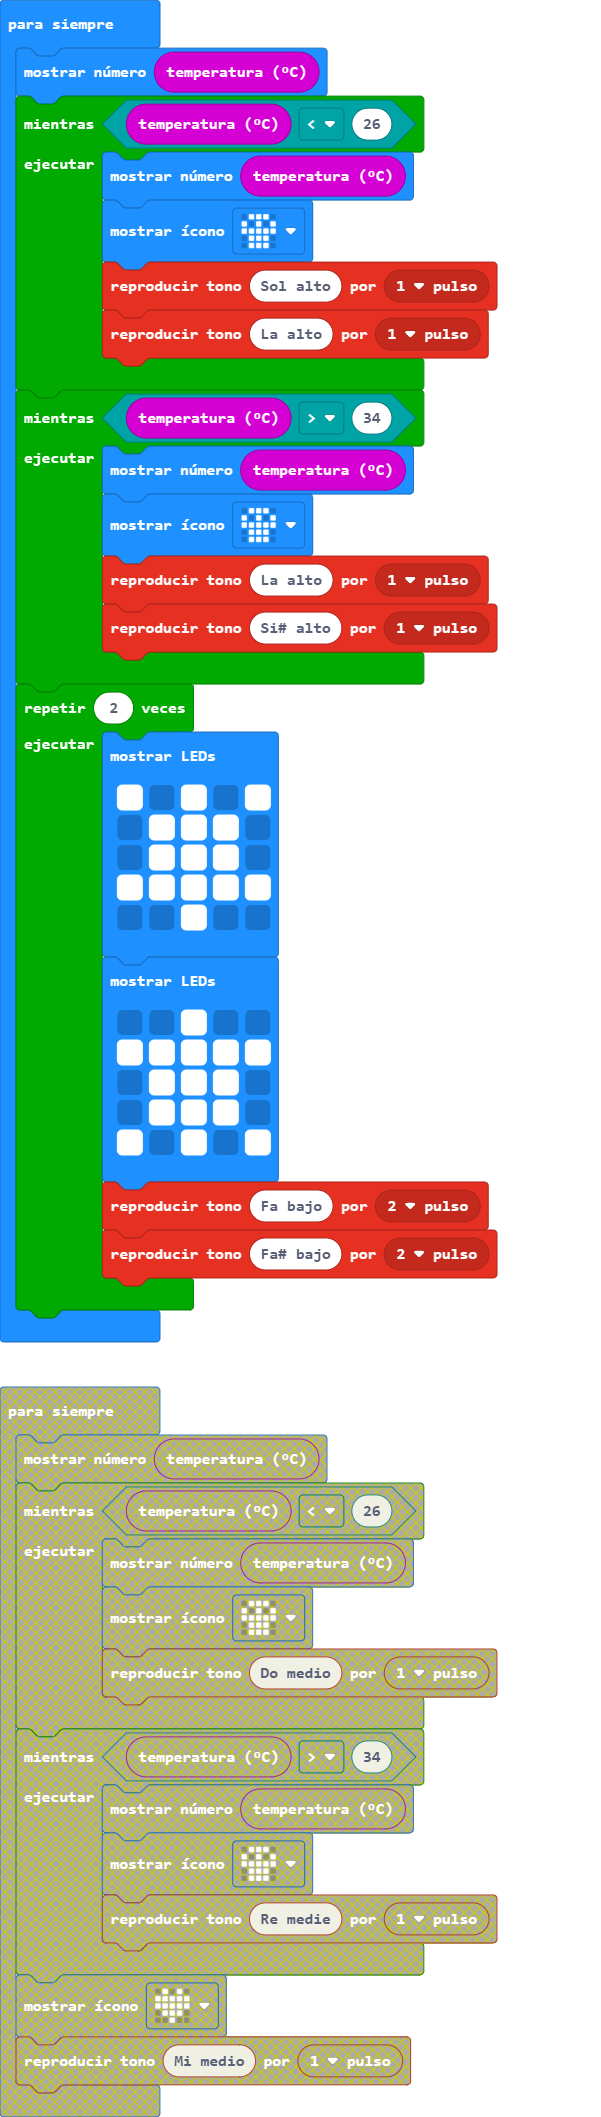 para siempre
mostrar número temperatura (ºC)
mientras temperatura (ºC) < 26
ejecutar
mostrar número temperatura (ºC)
mostrar ícono
reproducir tono Sol alto por 1 pulso
reproducir tono La alto por 1 pulso
mientras temperatura (ºC) > 34
ejecutar
mostrar número temperatura (ºC)
mostrar ícono
reproducir tono La alto por 1 pulso
reproducir tono Si# alto por 1 pulso
repetir 2 veces
ejecutar
mostrar LEDs
mostrar LEDs
reproducir tono Fa bajo por 2 pulso
reproducir tono Fa# bajo por 2 pulso
para siempre
mostrar número temperatura (ºC)
mientras temperatura (ºC) < 26
ejecutar
mostrar número temperatura (ºC)
mostrar ícono
reproducir tono Do medio por 1 pulso
mientras temperatura (ºC) > 34
ejecutar
mostrar número temperatura (ºC)
mostrar ícono
reproducir tono Re medie por 1 pulso
mostrar ícono
reproducir tono Mi medio por 1 pulso